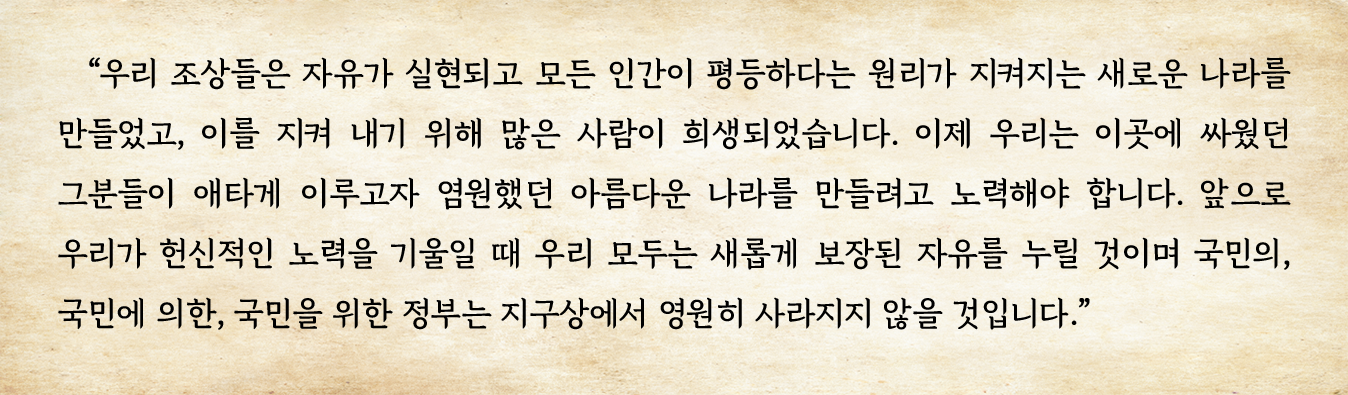 “우리 조상들은 자유가 실현되고 모든 인간이 평등하다는 원리가 지켜지는 새로운 나라를
만들었고, 이를 지켜 내기 위해 많은 사람이 희생되었습니다. 이제 우리는 이곳에 싸웠던
그분들이 애타게 이루고자 염원했던 아름다운 나라를 만들려고 노력해야 합니다. 앞으로
우리가 헌신적인 노력을 기울일 때 우리 모두는 새롭게 보장된 자유를 누릴 것이며 국민의,
국민에 의한, 국민을 위한 정부는 지구상에서 영원히 사라지지 않을 것입니다.”